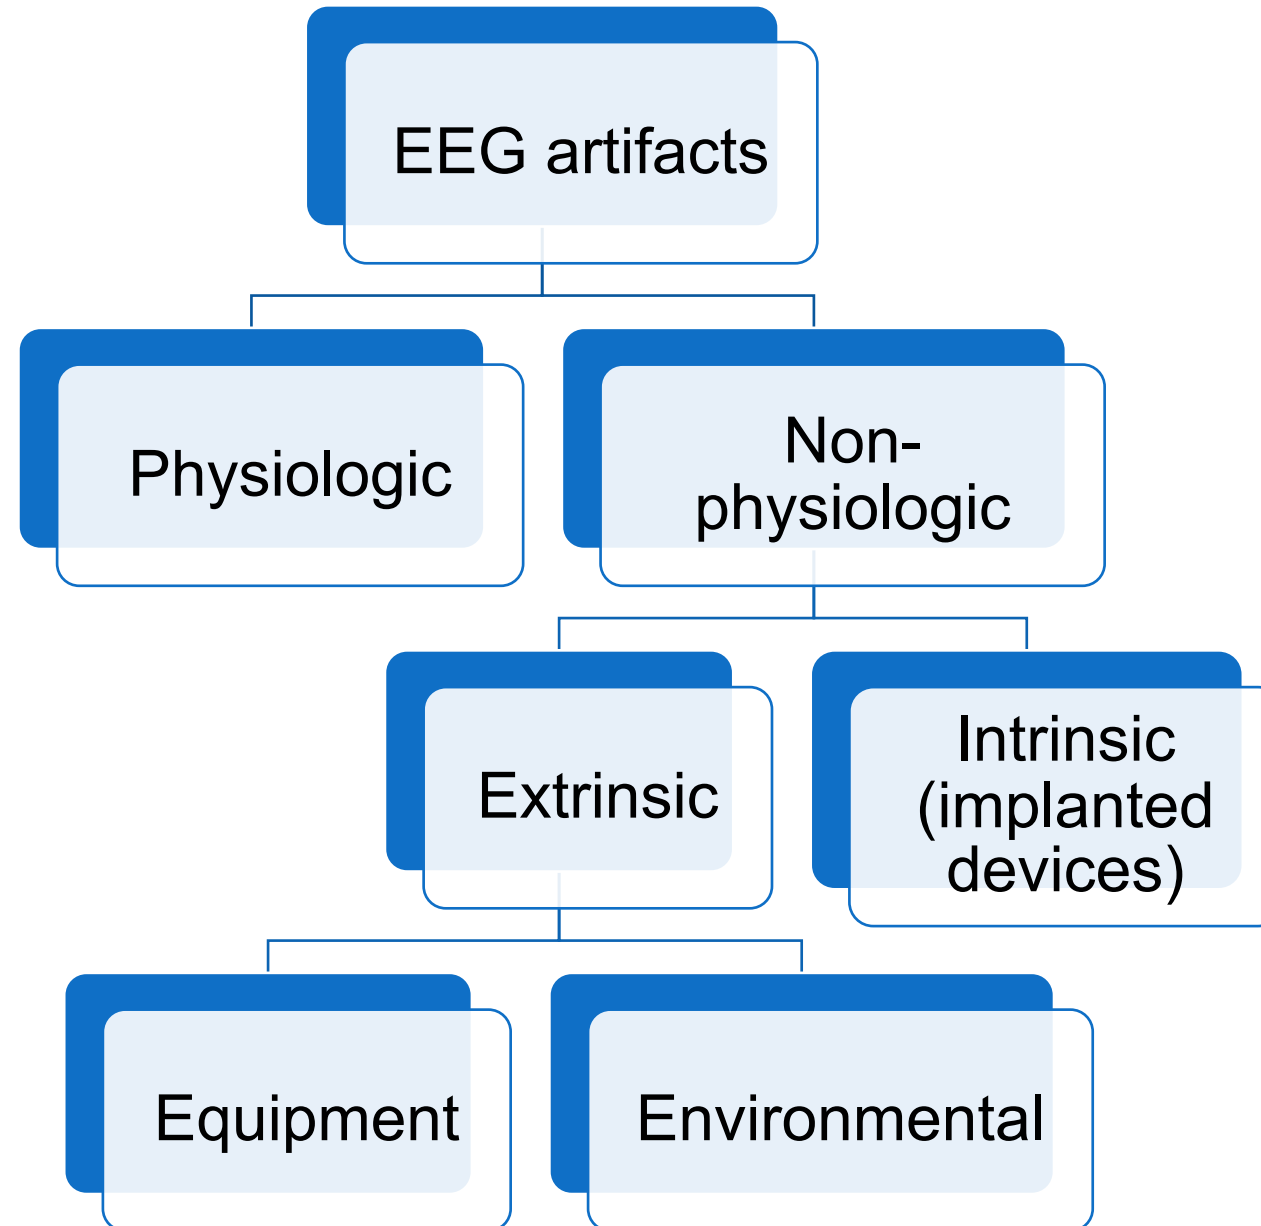 EEG artifacts
Physiologic
Non-
physiologic
Extrinsic
Intrinsic
(implanted
devices)
Equipment
Environmental